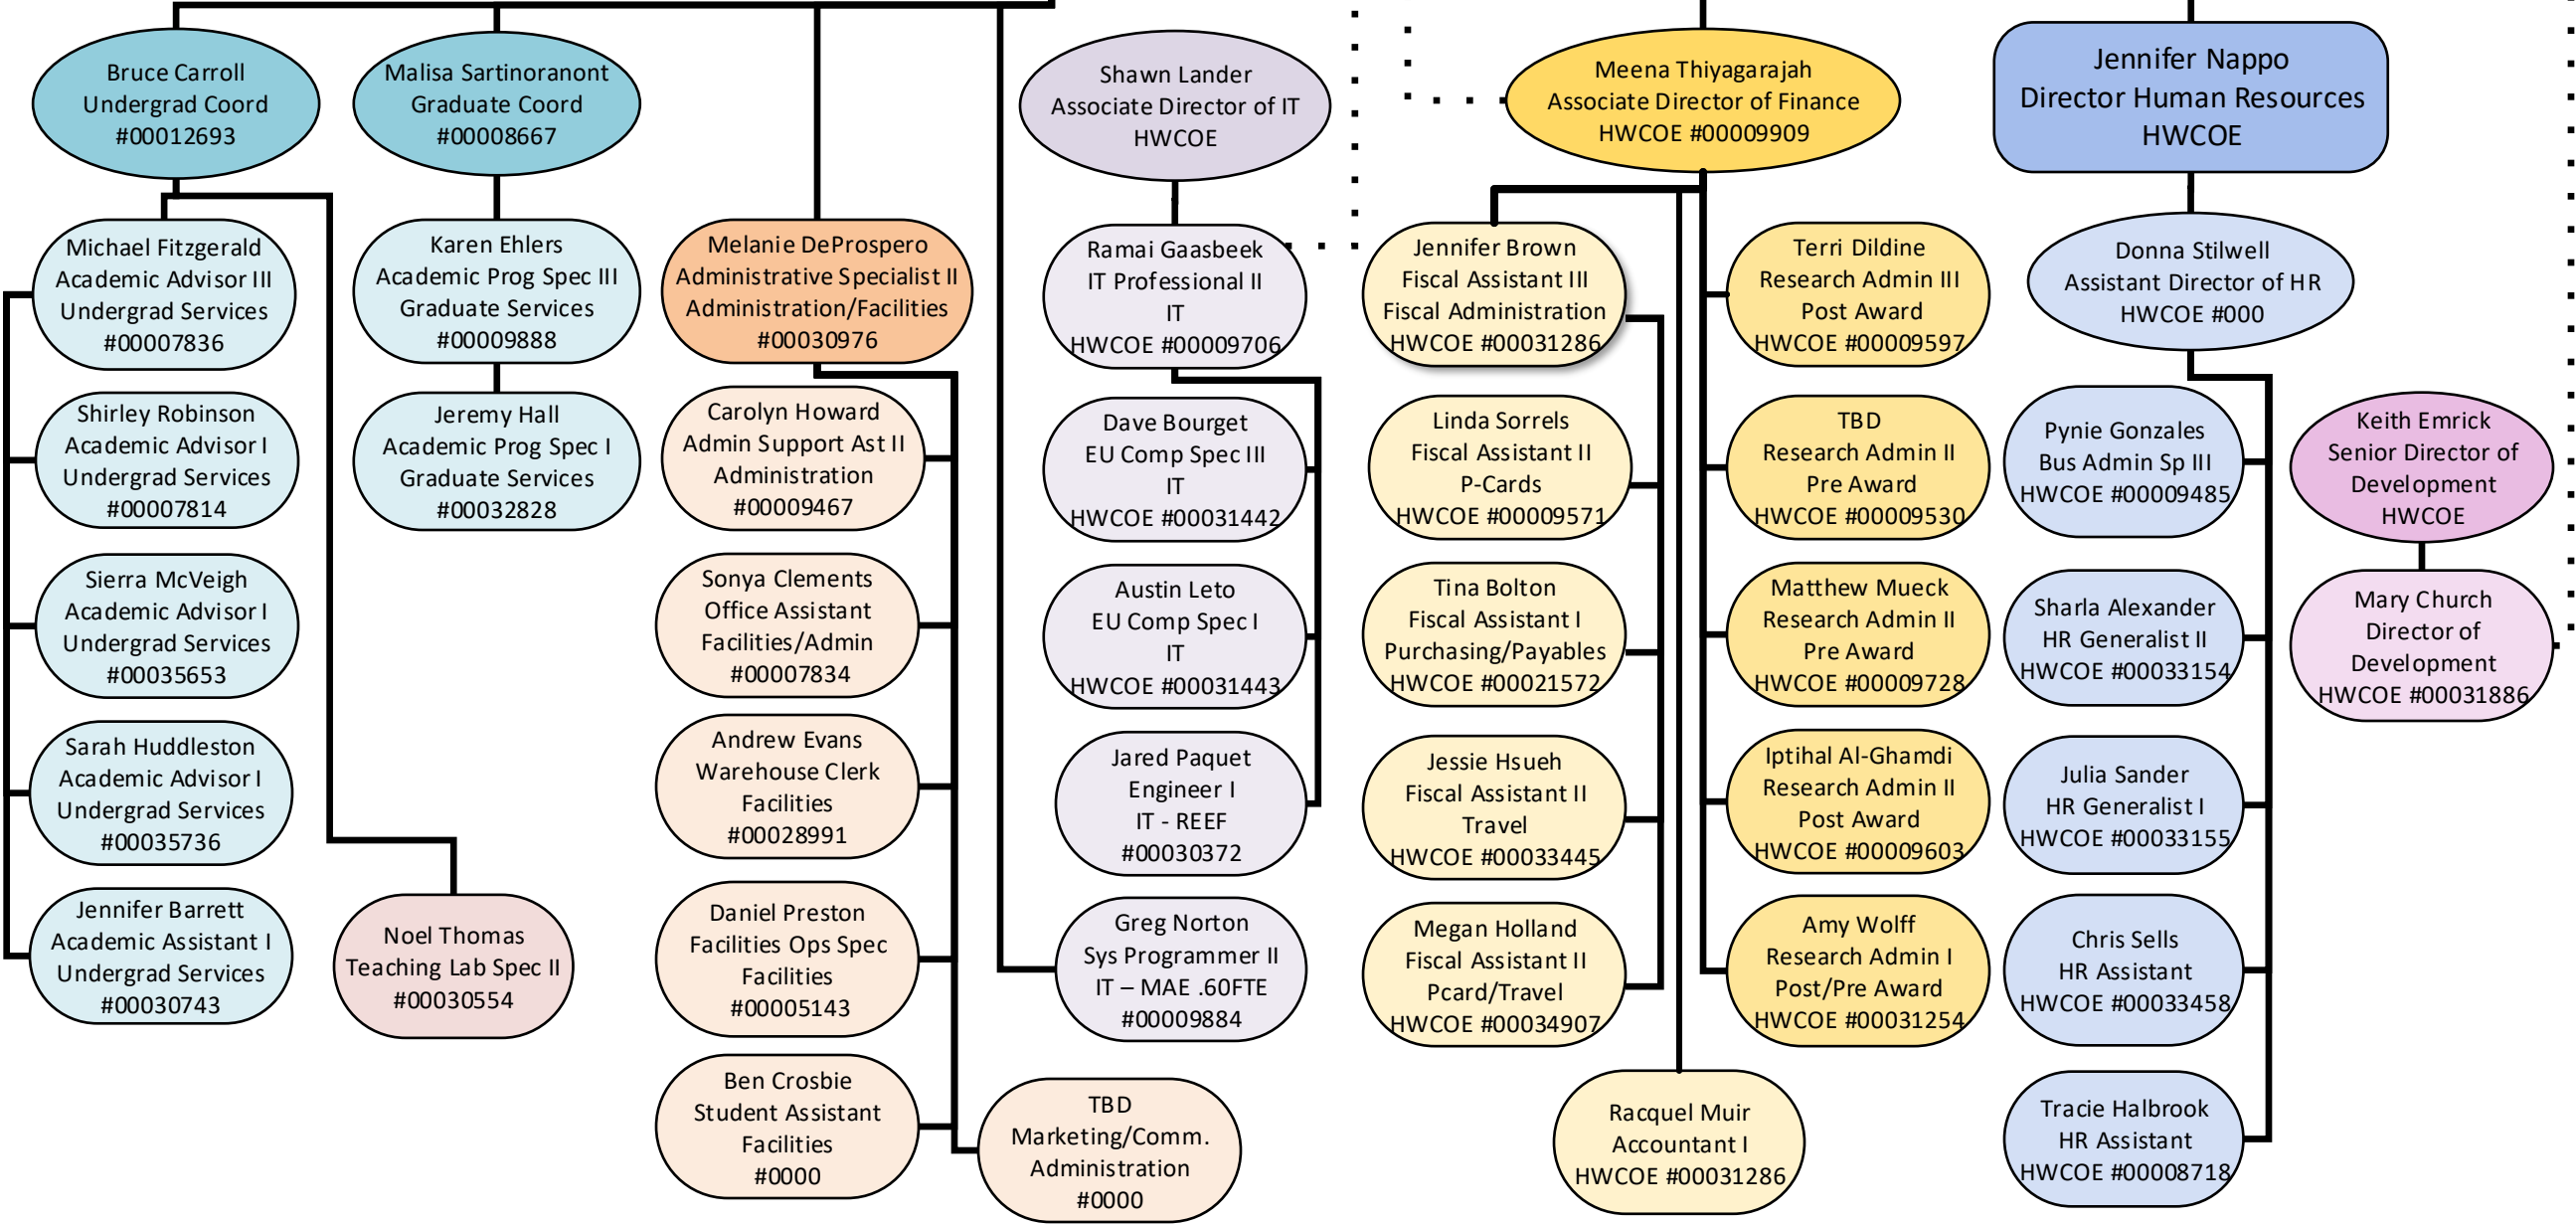 Bruce Carroll
Undergrad Coord
#00012693
Malisa Sartinoranont
Graduate Coord
#00008667
Shawn Lander
Associate Director of IT
HWCOE
Meena Thiyagarajah
Associate Director of Finance
HWCOE #00009909
Jennifer Nappo
Director Human Resources
HWCOE
Michael Fitzgerald
Academic Advisor III
Undergrad Services
#00007836
Karen Ehlers
Academic Prog Spec III
Graduate Services
#00009888
Melanie DeProspero
Administrative Specialist II
Administration/Facilities
#00030976
Ramai Gaasbeek
IT Professional II
IT
HWCOE #00009706
Jennifer Brown
Fiscal Assistant III
Fiscal Administration
HWCOE #00031286
Terri Dildine
Research Admin III
Post Award
HWCOE #00009597
Donna Stilwell
Assistant Director of HR
HWCOE #000
Shirley Robinson
Academic Advisor I
Undergrad Services
#00007814
Jeremy Hall
Academic Prog Spec I
Graduate Services
#00032828
Carolyn Howard
Admin Support Ast II
Administration
#00009467
Dave Bourget
EU Comp Spec III
IT
HWCOE #00031442
Linda Sorrels
Fiscal Assistant II
P-Cards
HWCOE #00009571
TBD
Research Admin II
Pre Award
HWCOE #00009530
Pynie Gonzales
Bus Admin Sp III
HWCOE #00009485
Keith Emrick
Senior Director of
Development
HWCOE
Sierra McVeigh
Academic Advisor I
Undergrad Services
#00035653
Sonya Clements
Office Assistant
Facilities/Admin
#00007834
Austin Leto
EU Comp Spec I
IT
HWCOE #00031443
Tina Bolton
Fiscal Assistant I
Purchasing/Payables
HWCOE #00021572
Matthew Mueck
Research Admin II
Pre Award
HWCOE #00009728
Sharla Alexander
HR Generalist II
HWCOE #00033154
Mary Church
Director of
Development
HWCOE #00031886
Sarah Huddleston
Academic Advisor I
Undergrad Services
#00035736
Andrew Evans
Warehouse Clerk
Facilities
#00028991
Jared Paquet
Engineer I
IT - REEF
#00030372
Jessie Hsueh
Fiscal Assistant II
Travel
HWCOE #00033445
Iptihal Al-Ghamdi
Research Admin II
Post Award
HWCOE #00009603
Julia Sander
HR Generalist I
HWCOE #00033155
Jennifer Barrett
Academic Assistant I
Undergrad Services
#00030743
Noel Thomas
Teaching Lab Spec II
#00030554
Daniel Preston
Facilities Ops Spec
Facilities
#00005143
Greg Norton
Sys Programmer II
IT – MAE .60FTE
#00009884
Megan Holland
Fiscal Assistant II
Pcard/Travel
HWCOE #00034907
Amy Wolff
Research Admin I
Post/Pre Award
HWCOE #00031254
Chris Sells
HR Assistant
HWCOE #00033458
Ben Crosbie
Student Assistant
Facilities
#0000
TBD
Marketing/Comm.
Administration
#0000
Racquel Muir
Accountant I
HWCOE #00031286
Tracie Halbrook
HR Assistant
HWCOE #00008718